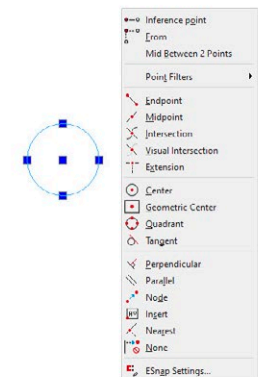 Inference point
From
Mid Between 2 Points
Point Filters
Endpoint
Midpoint
Intersection
Visual Intersection
Extension
Center
Geometric Center
Quadrant
Tangent
Perpendicular
Parallel
Node
Insert
Nearest
None
ESnap Settings...